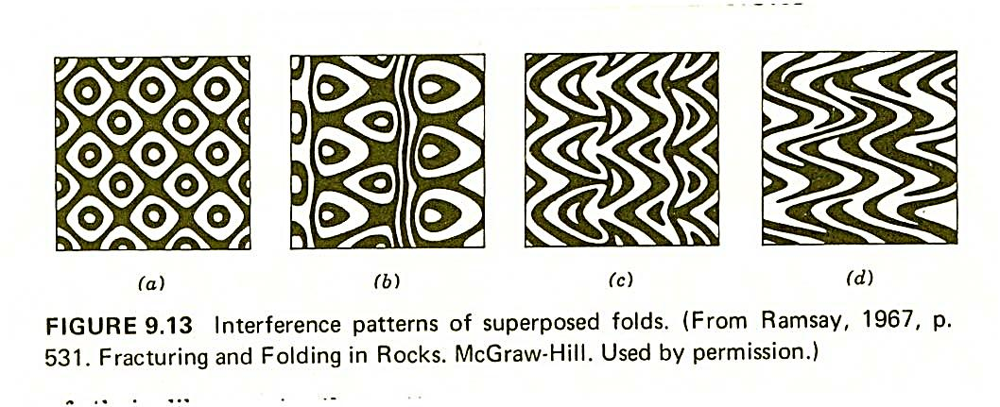 (a) (b) (c) (d)
FIGURE 9.13 Interference patterns of superposed folds. (From Ramsay, 1967, p.
531. Fracturing and Folding in Rocks. McGraw-Hill. Used by permission.)